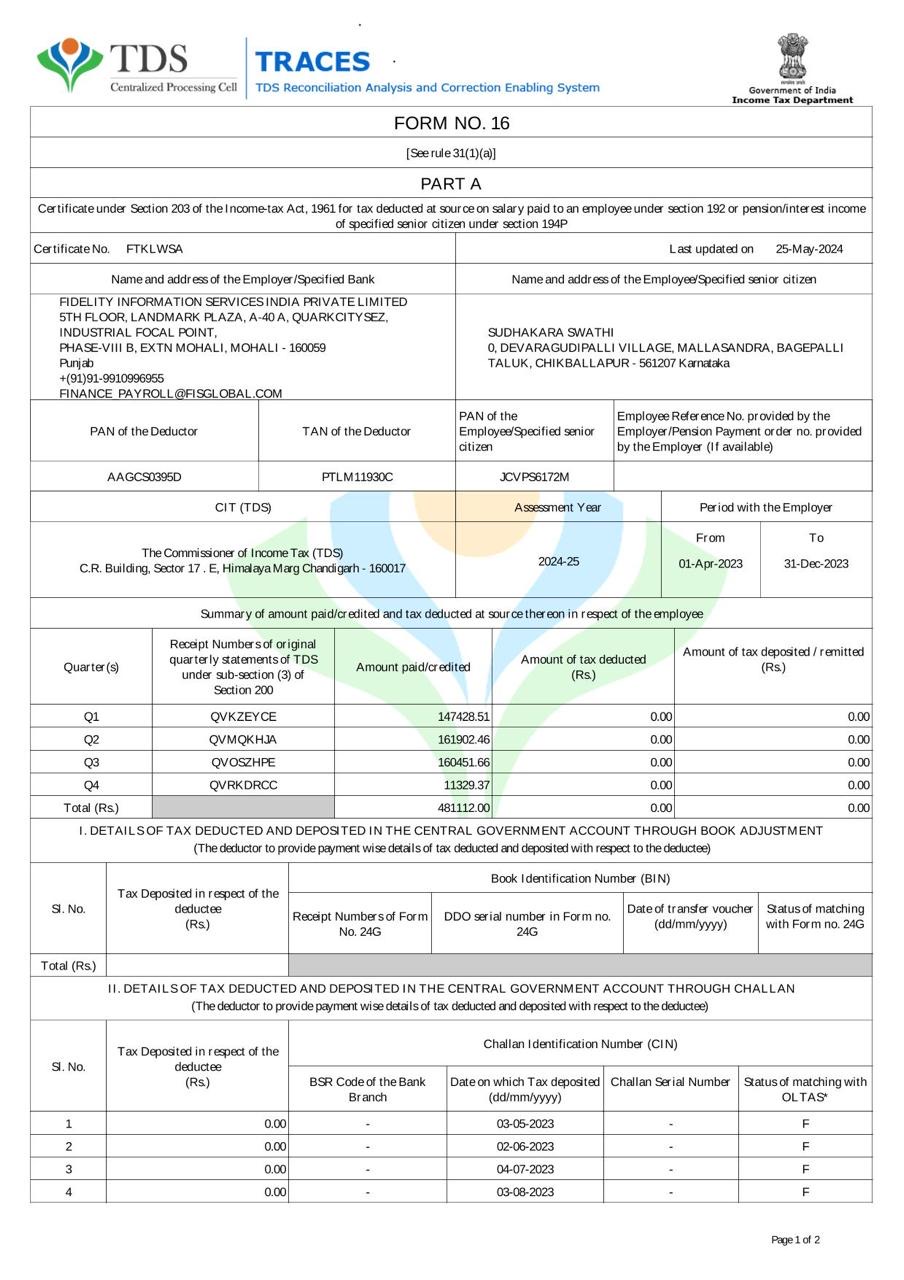 TDS
Centralized Processing Cell
TRACES
TDS Reconciliation Analysis and Correction Enabling System
Government of India
Income Tax Department
FORM NO. 16
[See rule 31(1)(a)]
PART A
Certificate under Section 203 of the Income-tax Act, 1961 for tax deducted at source on salary paid to an employee under section 192 or pension/interest income
of specified senior citizen under section 194P
Certificate No. FTKLWSA
Last updated on 25-May-2024
Name and address of the Employer/Specified Bank
Name and address of the Employee/Specified senior citizen
FIDELITY INFORMATION SERVICES INDIA PRIVATE LIMITED
5TH FLOOR, LANDMARK PLAZA, A-40 A, QUARKCITYSEZ,
INDUSTRIAL FOCAL POINT,
PHASE-VIII B, EXTN MOHALI, MOHALI - 160059
Punjab
+(91)91-9910996955
FINANCE_PAYROLL@FISGLOBAL.COM
SUDHAKARA SWATHI
0, DEVARAGUDIPALLI VILLAGE, MALLASANDRA, BAGEPALLI
TALUK, CHIKBALLAPUR - 561207 Karnataka
PAN of the Deductor
TAN of the Deductor
PAN of the
Employee/Specified senior
citizen
Employee Reference No. provided by the
Employer/Pension Payment order no. provided
by the Employer (If available)
AAGCS0395D
PTLM11930C
JCVPS6172M
CIT (TDS)
Assessment Year
Period with the Employer
The Commissioner of Income Tax (TDS)
C.R. Building, Sector 17 . E, Himalaya Marg Chandigarh - 160017
2024-25
From
To
01-Apr-2023
31-Dec-2023
Summary of amount paid/credited and tax deducted at source thereon in respect of the employee
Quarter(s)
Receipt Numbers of original
quarterly statements of TDS
under sub-section (3) of
Section 200
Amount paid/credited
Amount of tax deducted
(Rs.)
Amount of tax deposited / remitted
(Rs.)
Q1 QVKZEYCE 147428.51 0.00 0.00
Q2 QVMQKHJA 161902.46 0.00 0.00
Q3 QVOSZHPE 160451.66 0.00 0.00
Q4 QVRKDRCC 11329.37 0.00 0.00
Total (Rs.) 481112.00 0.00 0.00
I. DETAILS OF TAX DEDUCTED AND DEPOSITED IN THE CENTRAL GOVERNMENT ACCOUNT THROUGH BOOK ADJUSTMENT
(The deductor to provide payment wise details of tax deducted and deposited with respect to the deductee)
Sl. No.
Tax Deposited in respect of the
deductee
(Rs.)
Book Identification Number (BIN)
Receipt Numbers of Form
No. 24G
DDO serial number in Form no.
24G
Date of transfer voucher
(dd/mm/yyyy)
Status of matching
with Form no. 24G
Total (Rs.)
II. DETAILS OF TAX DEDUCTED AND DEPOSITED IN THE CENTRAL GOVERNMENT ACCOUNT THROUGH CHALLAN
(The deductor to provide payment wise details of tax deducted and deposited with respect to the deductee)
Sl. No.
Tax Deposited in respect of the
deductee
(Rs.)
Challan Identification Number (CIN)
BSR Code of the Bank
Branch
Date on which Tax deposited
(dd/mm/yyyy)
Challan Serial Number
Status of matching with
OLTAS*
1 0.00 - 03-05-2023 - F
2 0.00 - 02-06-2023 - F
3 0.00 - 04-07-2023 - F
4 0.00 - 03-08-2023 - F
Page 1 of 2